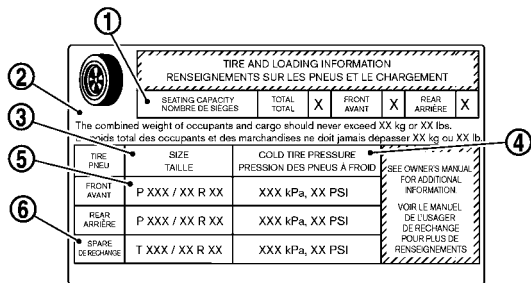 1
TIRE AND LOADING INFORMATION
RENSEIGNEMENTS SUR LES PNEUS ET LE CHARGEMENT
2
SEATING CAPACITY
NOMBRE DE SIÈGES
TOTAL
TOTAL
X
FRONT
AVANT
X
REAR
ARRIÈRE
X
The combined weight of occupants and cargo should never exceed XX kg or XX lbs.
poids total des occupants et des marchandises ne doit jamais depasser XX kg ou XX lb.
3
4
TIRE
PNEU
SIZE
TAILLE
COLD TIRE PRESSURE
PRESSION DES PNEUS À FROID
5
FRONT
AVANT
P XXX / XX R XX
XXX kPa, XX PSI
REAR
ARRIÈRE
P XXX / XX R XX
XXX kPa, XX PSI
6
SPARE
DE RECHANGE
T XXX / XX R XX
XXX kPa, XX PSI
SEE OWNER'S MANUAL
FOR ADDITIONAL
INFORMATION.
VOIR LE MANUEL
DE L'USAGER
DE RECHANGE
POUR PLUS DE
RENSEIGNEMENTS